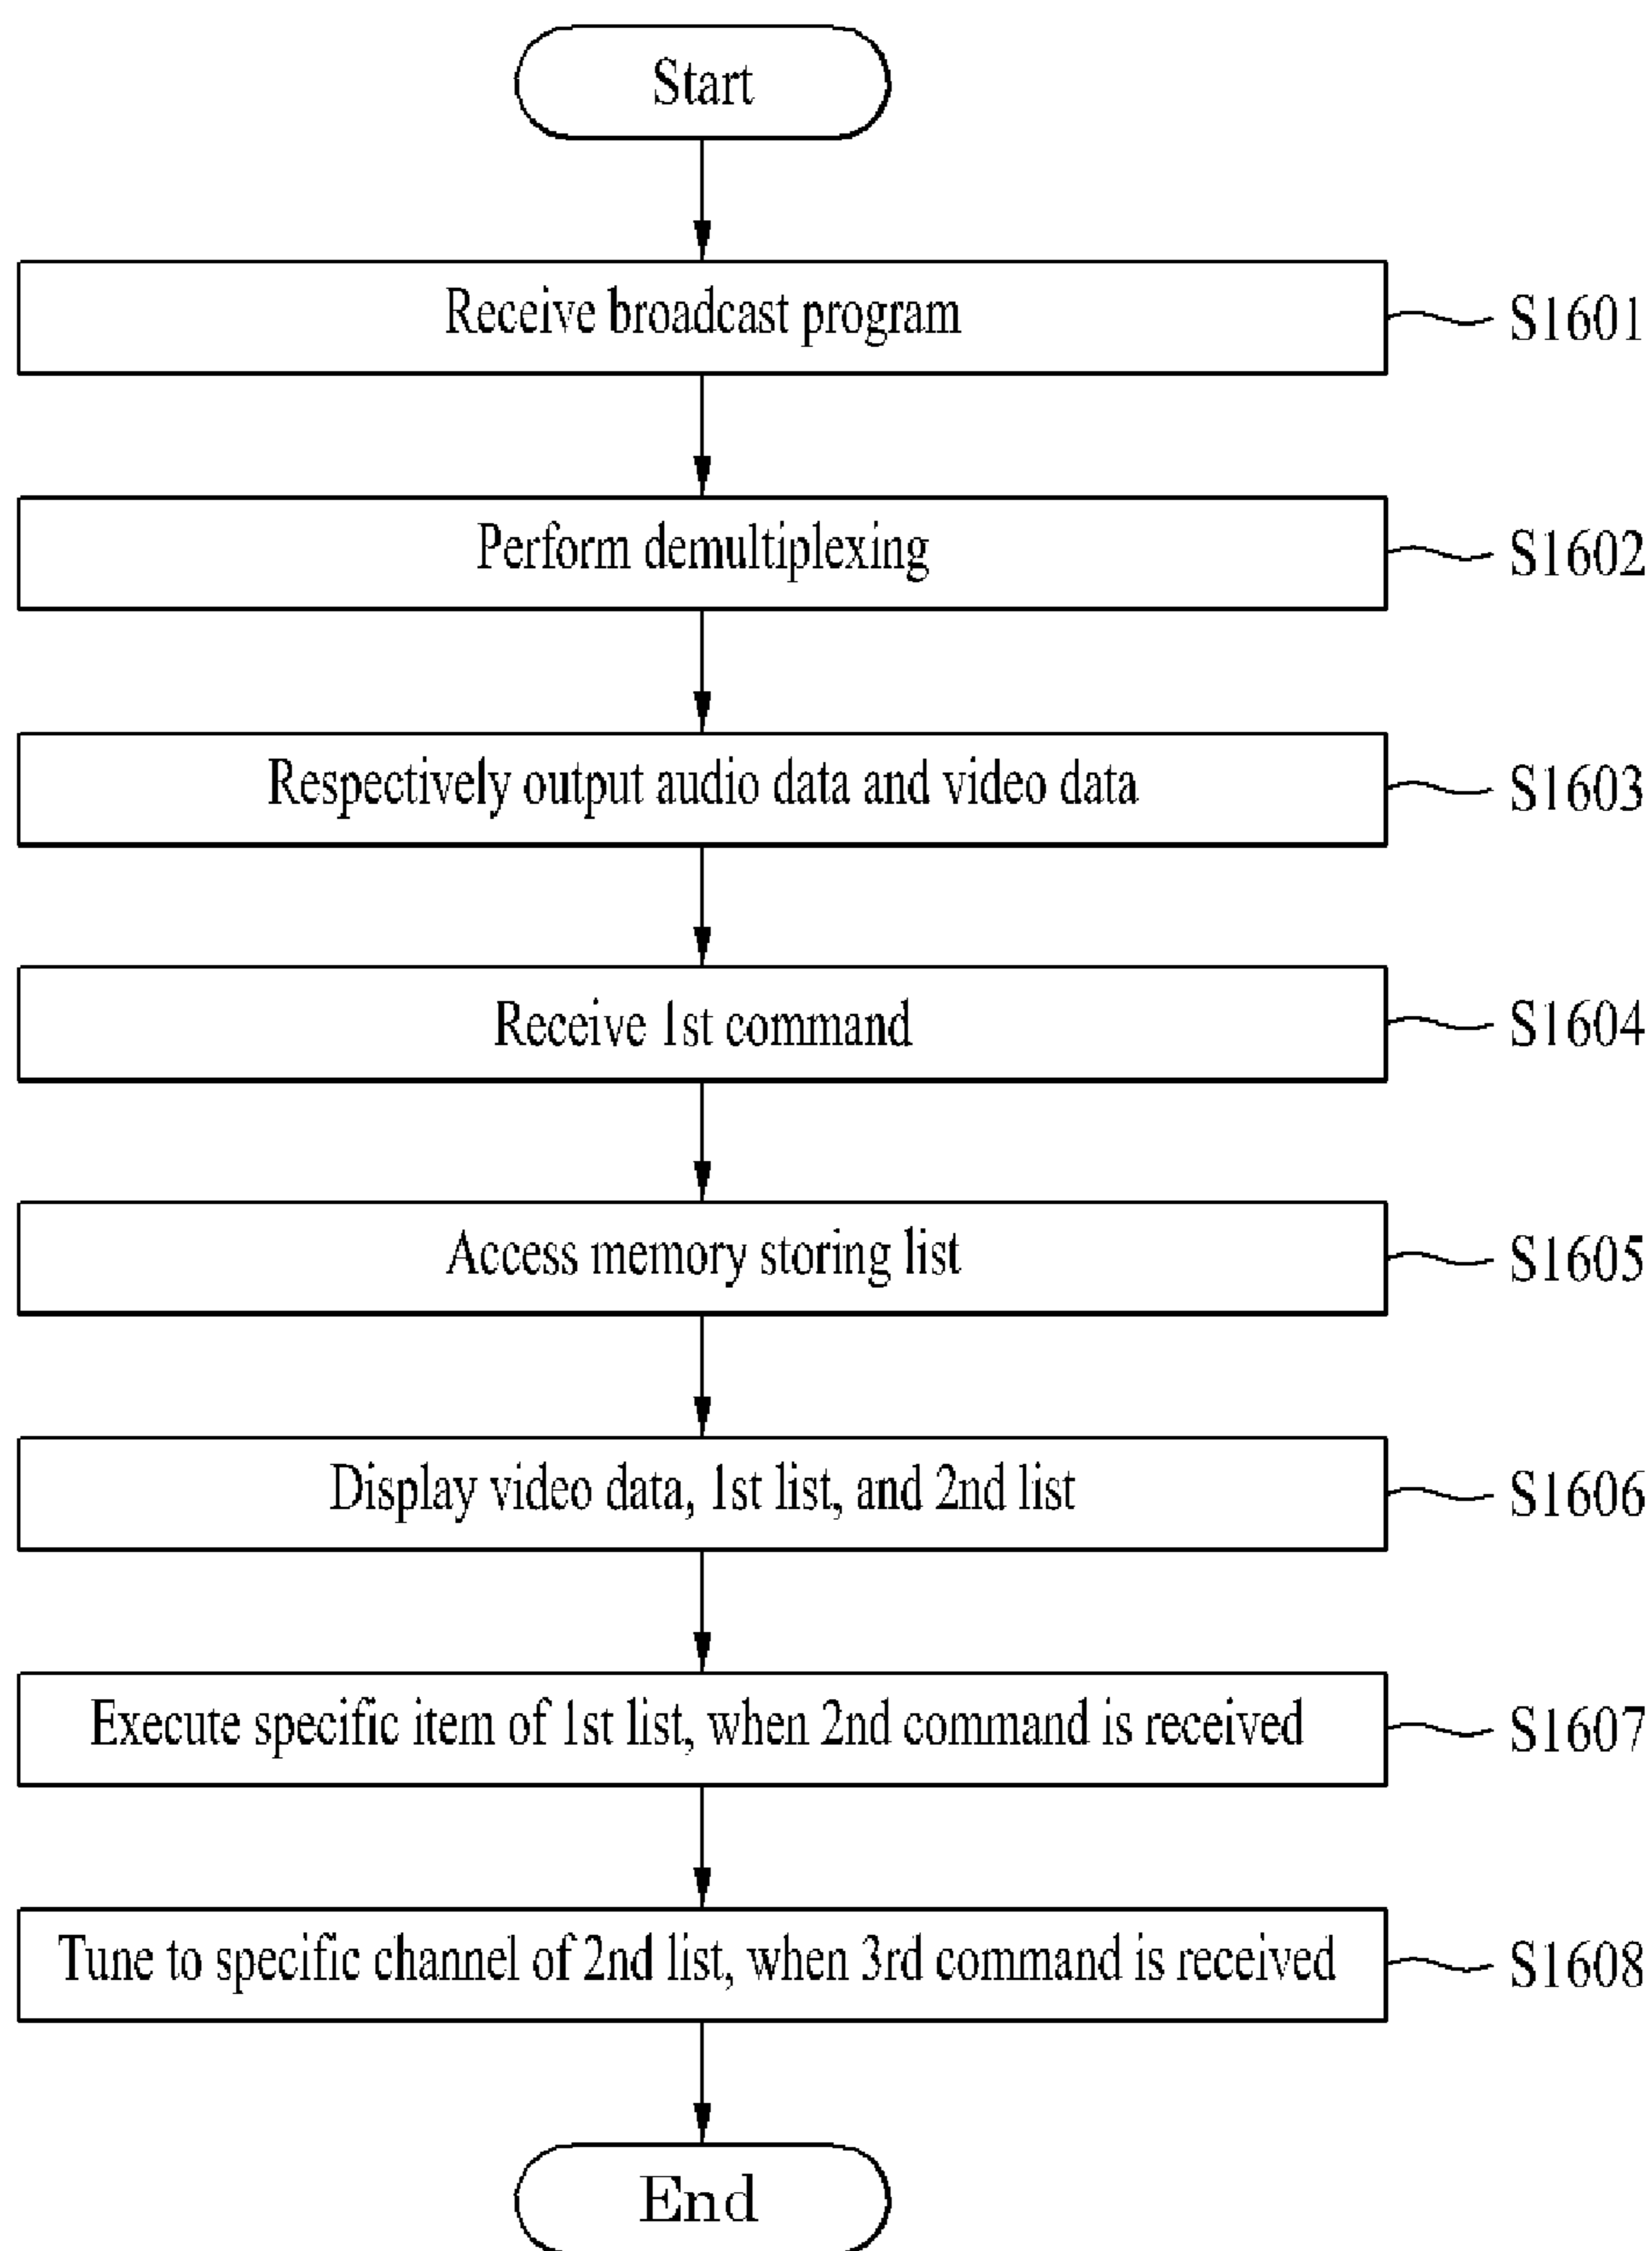 Start
Receive broadcast program
S1601
Perform demultiplexing
S1602
Respectively output audio data and video data
S1603
Receive 1st command
S1604
Access memory storing list
S1605
Display video data, 1st list, and 2nd list
S1606
Execute specific item of 1st list, when 2nd command is received
S1607
Tune to specific channel of 2nd list, when 3rd command is received
S1608
End